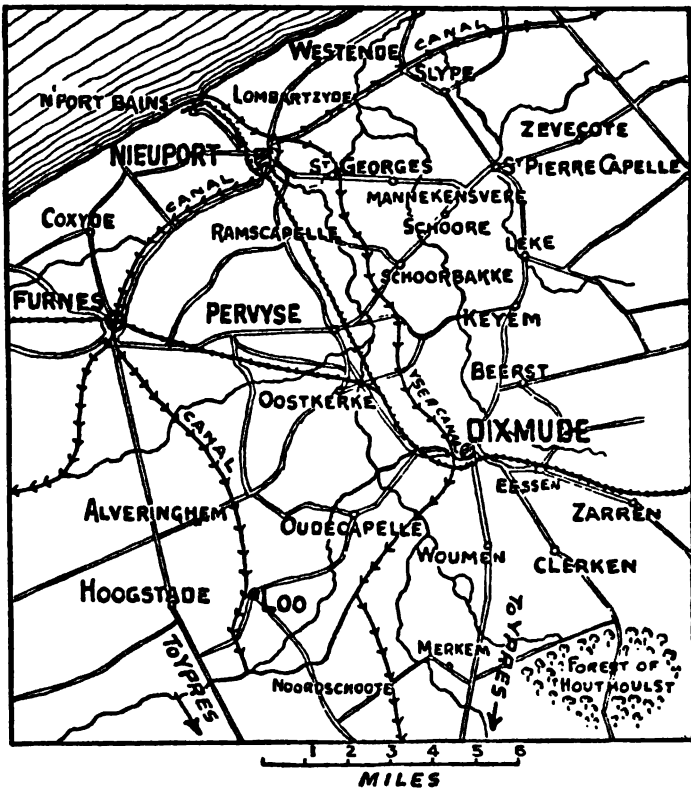 WESTENDE
CANAL
SLYPE
N'PORT BAINS
LOMBARTZYDE
ZEVECOTE
NIEUPORT
ST GEORGES
ST PIERRE CAPELLE
MANNEKENSVERE
CANAL
COXYDE
RAMSCAPELLE
SCHOORE
LEKE
SCHOORBAKKE
FURNES
PERVYSE
KEYEM
BEERST
OOSTKERKE
YSER CANAL
CANAL
DIXMUDE
EESSEN
ALVERINGHEM
OUDECAPELLE
ZARREN
WOUMEN
CLERKEN
HOOGSTADE
LOO
TO YPRES
TO YPRES
MERKEM
FOREST OF
HOUTHOULST
NOORDSCHOOTE
1 2 3 4 5 6
MILES